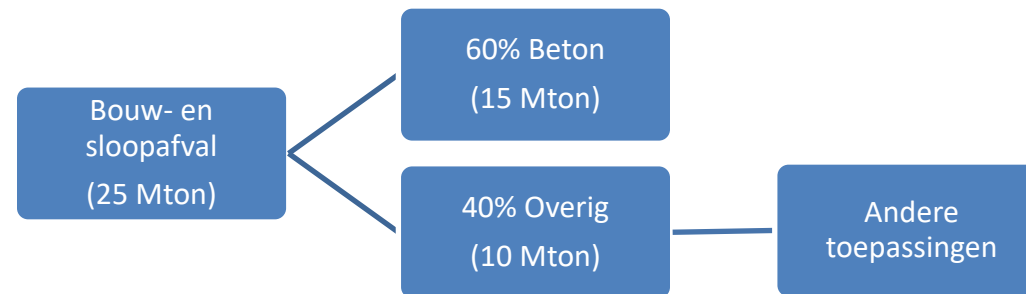 Bouw- en
sloopafval
(25 Mton)
60% Beton
(15 Mton)
40% Overig
(10 Mton)
Andere
toepassingen